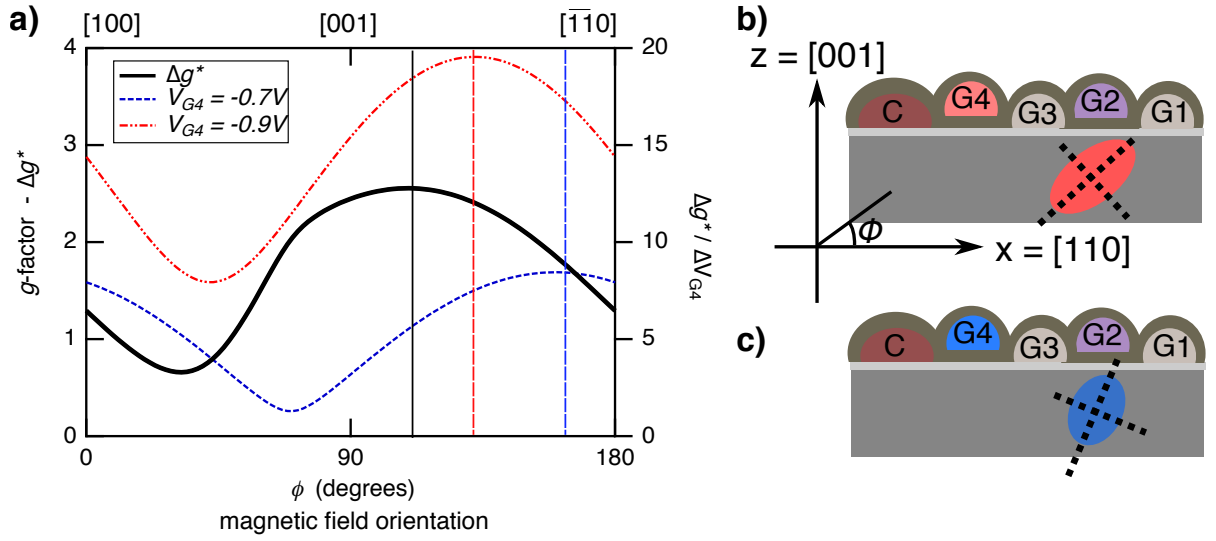 a)
[100] [001] [1̅1̅0]
4 20
3 15
2 10
1 5
0 0
Δg*
V_G4 = -0.7V
V_G4 = -0.9V
g-factor - Δg*
Δg* / ΔV_G4
0 90 180
ϕ (degrees)
magnetic field orientation
b)
z = [001]
C G4 G3 G2 G1
Φ
x = [110]
c)
C G4 G3 G2 G1